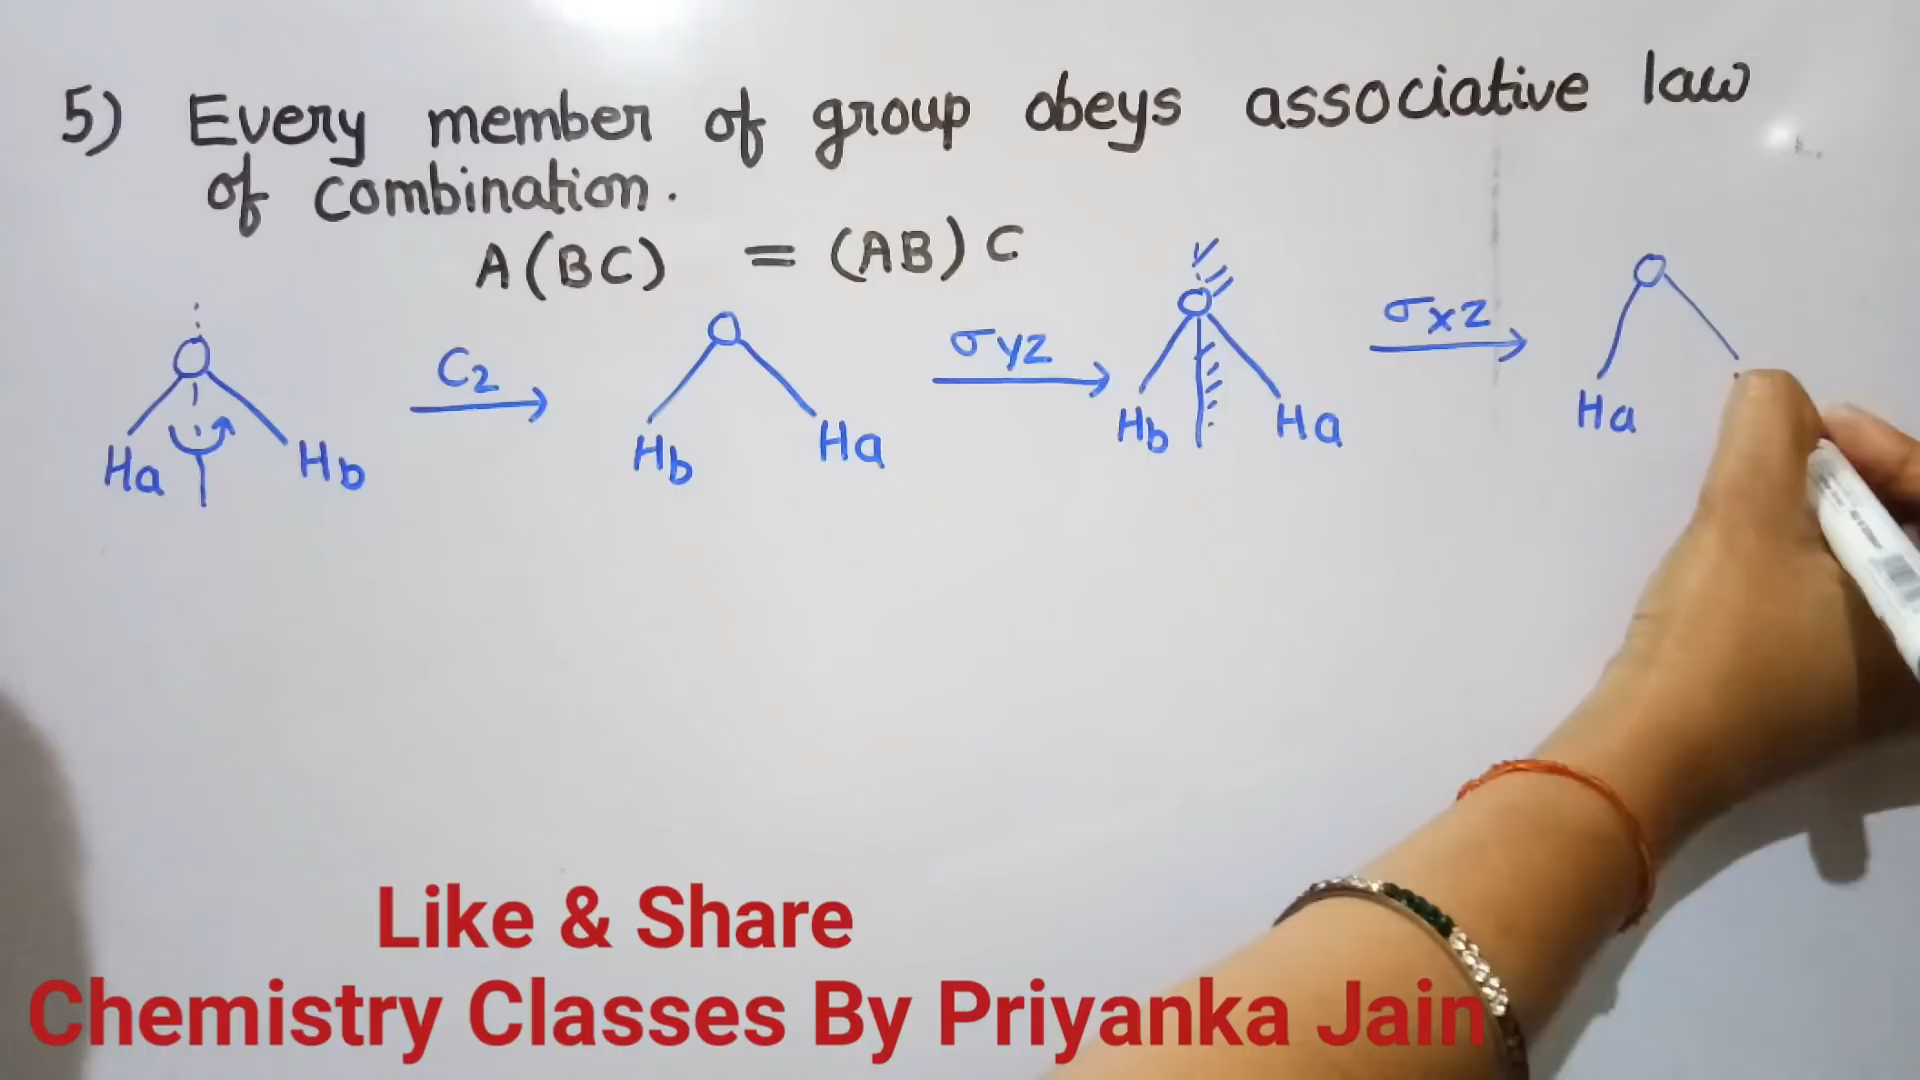 5) Every member of group obeys associative law
of combination.
A(BC) = (AB)C
C2
σyz
σxz
Ha
Hb
Hb
Ha
Hb
Ha
Ha
Like & Share
Chemistry Classes By Priyanka Jain